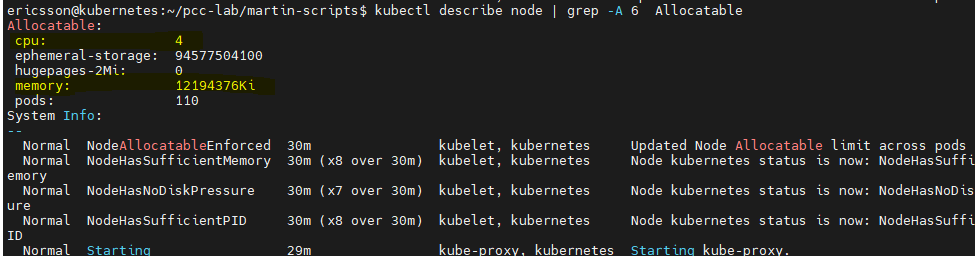 ericsson@kubernetes:~/pcc-lab/martin-scripts$ kubectl describe node | grep -A 6  Allocatable
Allocatable:
 cpu:                4
 ephemeral-storage:  94577504100
 hugepages-2Mi:      0
 memory:             12194376Ki
 pods:               110
System Info:
--
  Normal  NodeAllocatableEnforced  30m                kubelet, kubernetes     Updated Node Allocatable limit across pods
  Normal  NodeHasSufficientMemory  30m (x8 over 30m)  kubelet, kubernetes     Node kubernetes status is now: NodeHasSuffi
emory
  Normal  NodeHasNoDiskPressure    30m (x7 over 30m)  kubelet, kubernetes     Node kubernetes status is now: NodeHasNoDis
ure
  Normal  NodeHasSufficientPID     30m (x8 over 30m)  kubelet, kubernetes     Node kubernetes status is now: NodeHasSuffi
ID
  Normal  Starting                 29m                kube-proxy, kubernetes  Starting kube-proxy.